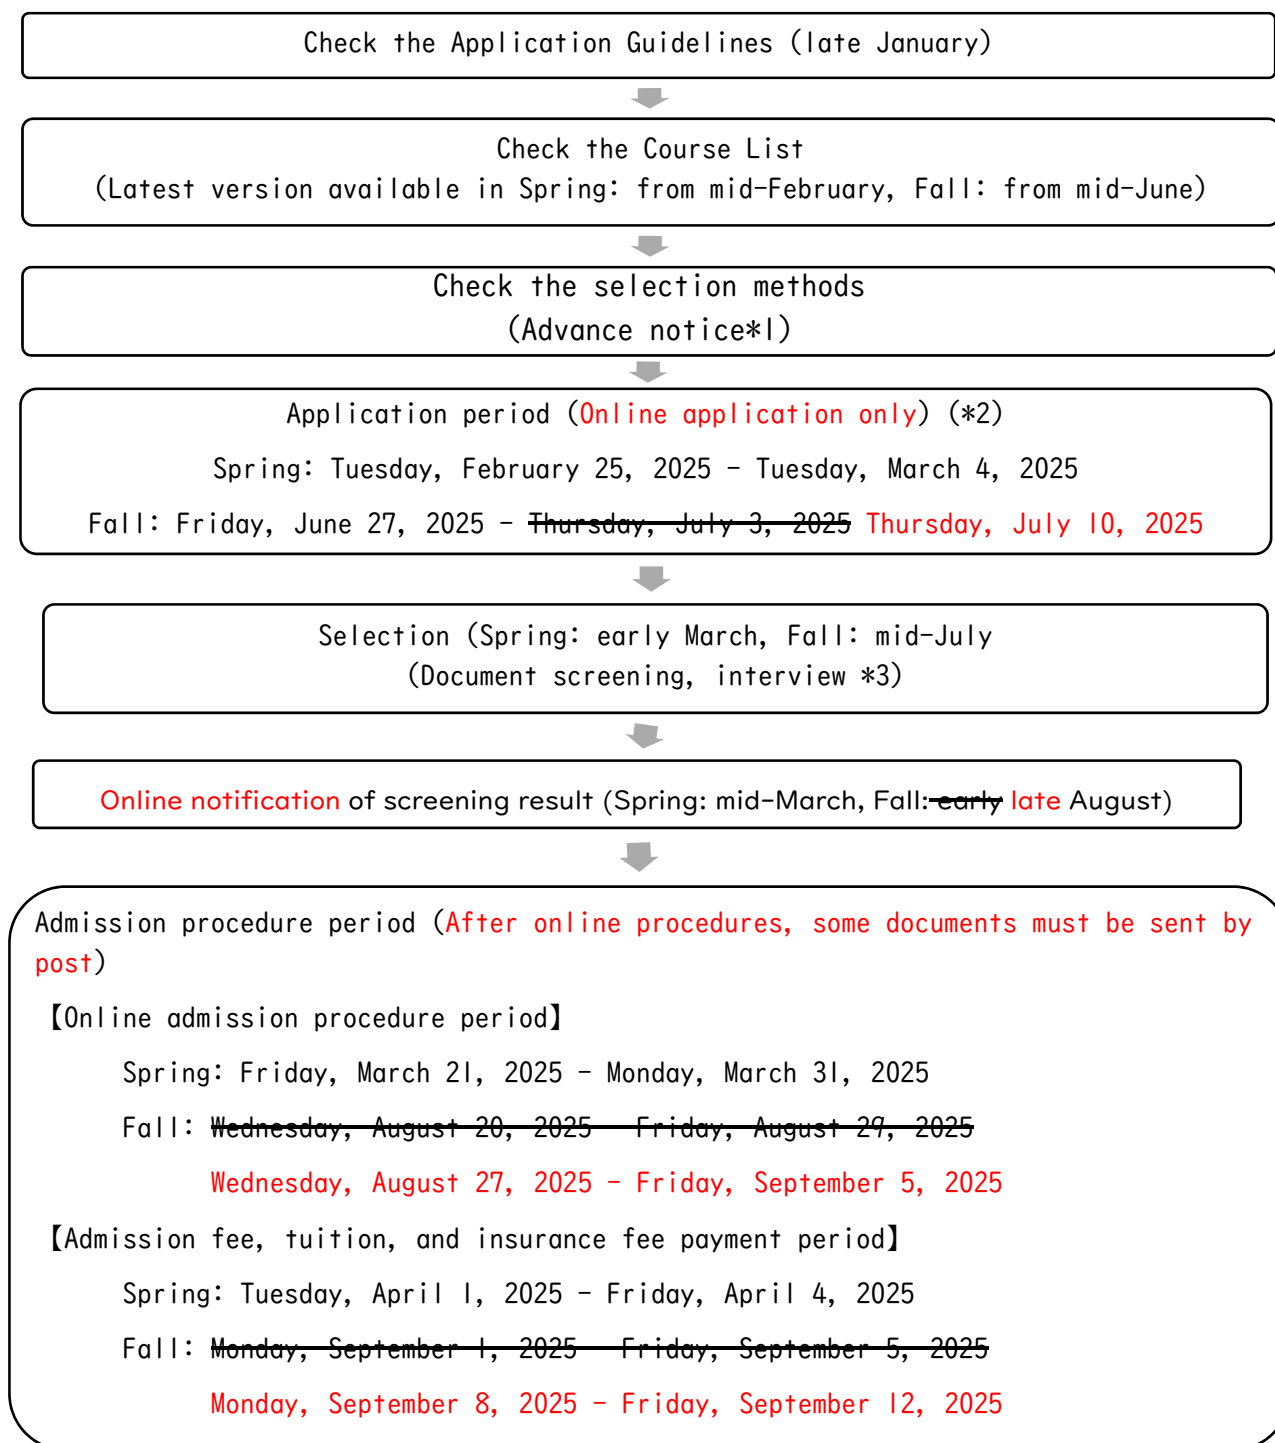 Check the Application Guidelines (late January)
Check the Course List
(Latest version available in Spring: from mid-February, Fall: from mid-June)
Check the selection methods
(Advance notice*1)
Application period (Online application only) (*2)
Spring: Tuesday, February 25, 2025 - Tuesday, March 4, 2025
Fall: Friday, June 27, 2025 - Thursday, July 3, 2025 Thursday, July 10, 2025
Selection (Spring: early March, Fall: mid-July
(Document screening, interview *3)
Online notification of screening result (Spring: mid-March, Fall: early late August)
Admission procedure period (After online procedures, some documents must be sent by
post)
【Online admission procedure period】
Spring: Friday, March 21, 2025 - Monday, March 31, 2025
Fall: Wednesday, August 20, 2025 - Friday, August 29, 2025
Wednesday, August 27, 2025 - Friday, September 5, 2025
【Admission fee, tuition, and insurance fee payment period】
Spring: Tuesday, April 1, 2025 - Friday, April 4, 2025
Fall: Monday, September 1, 2025 - Friday, September 5, 2025
Monday, September 8, 2025 - Friday, September 12, 2025